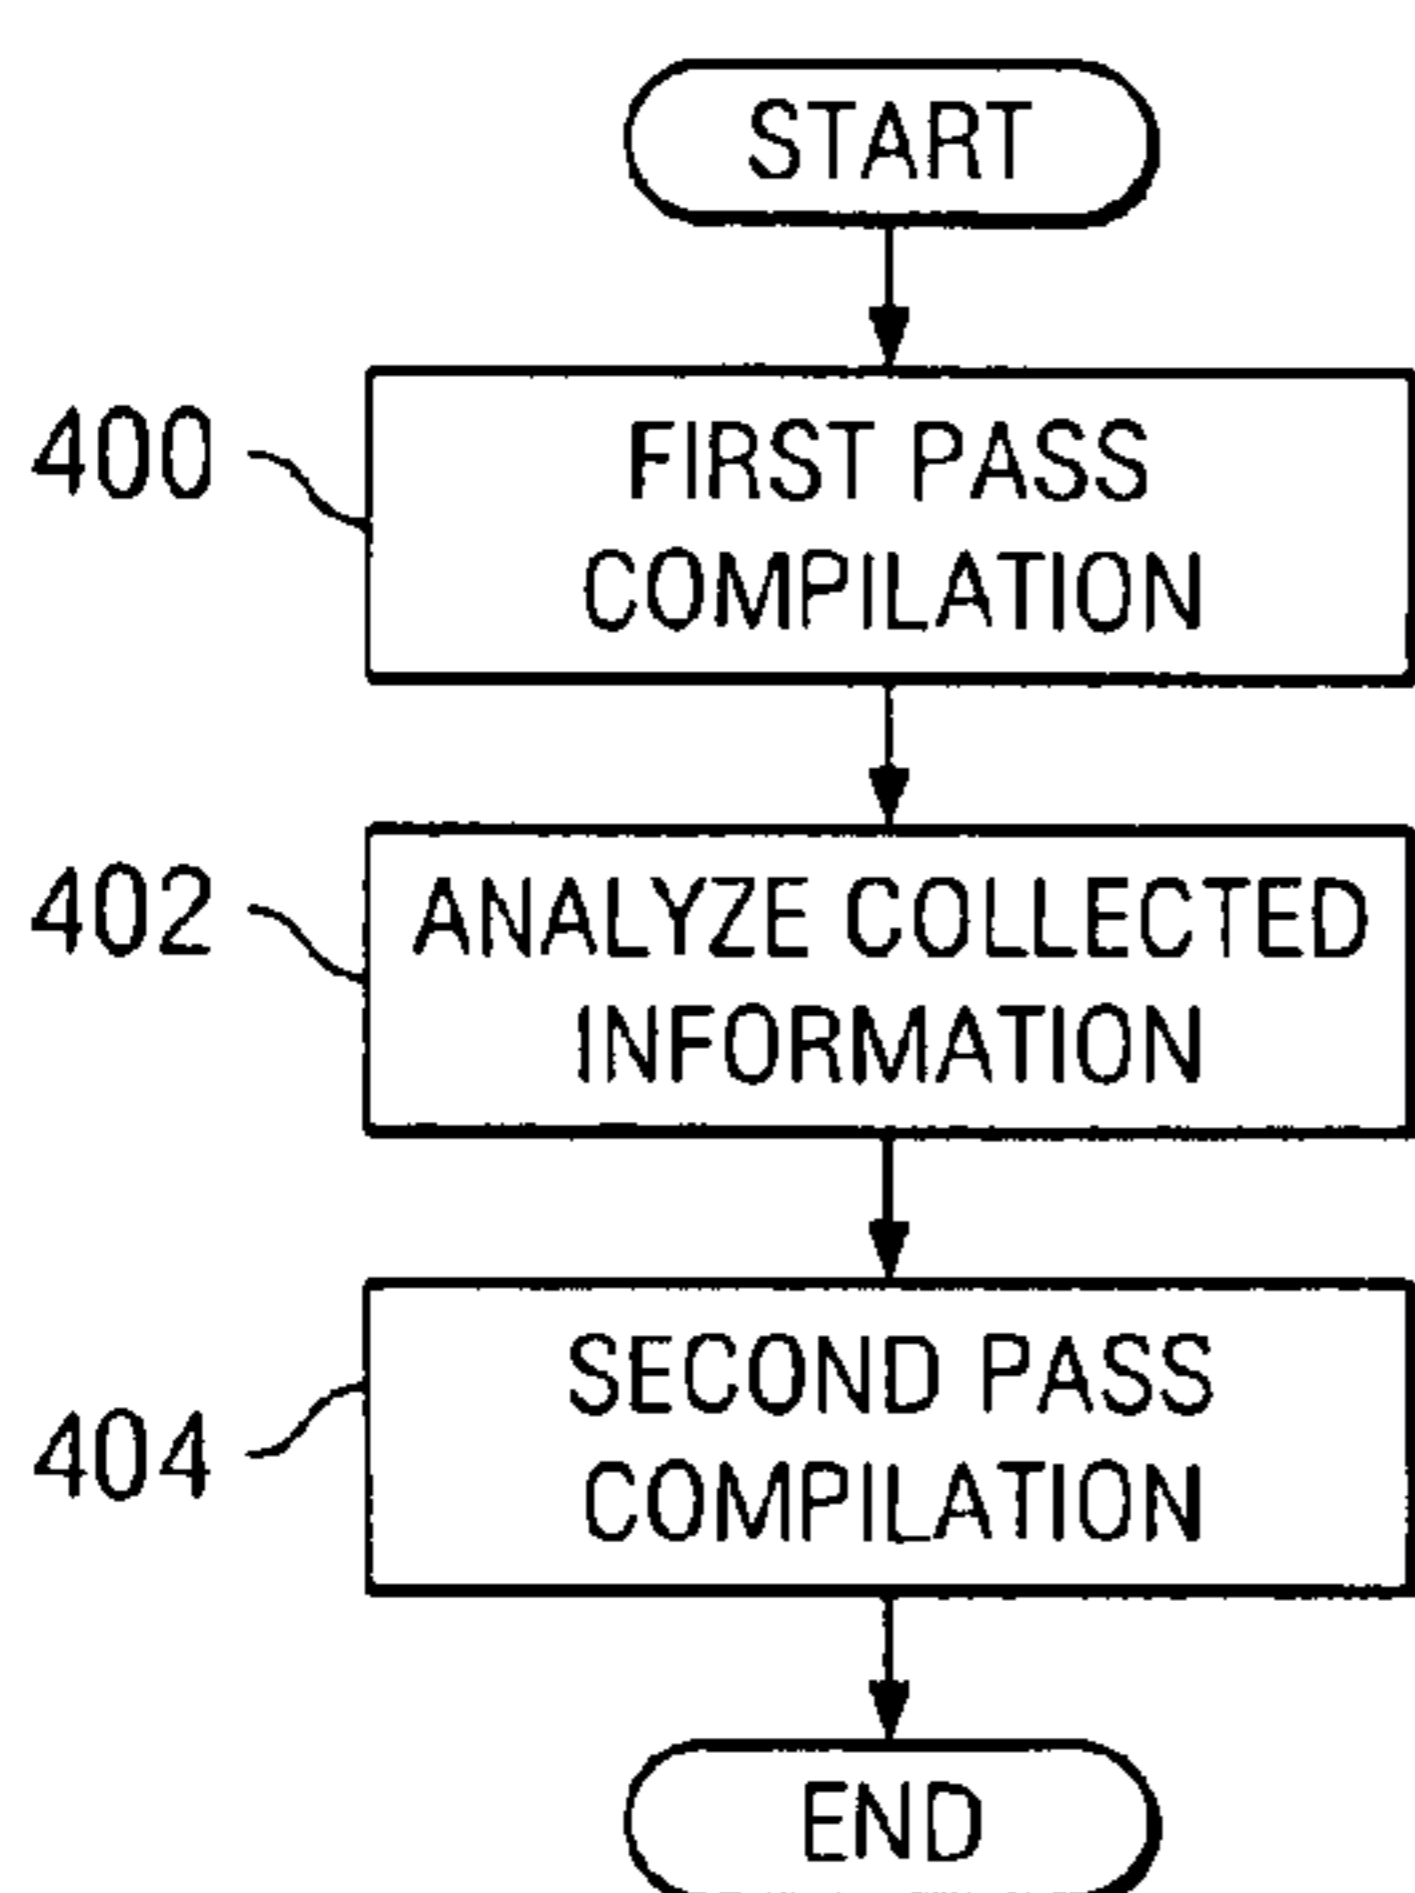 START
400
FIRST PASS
COMPILATION
402
ANALYZE COLLECTED
INFORMATION
404
SECOND PASS
COMPILATION
END